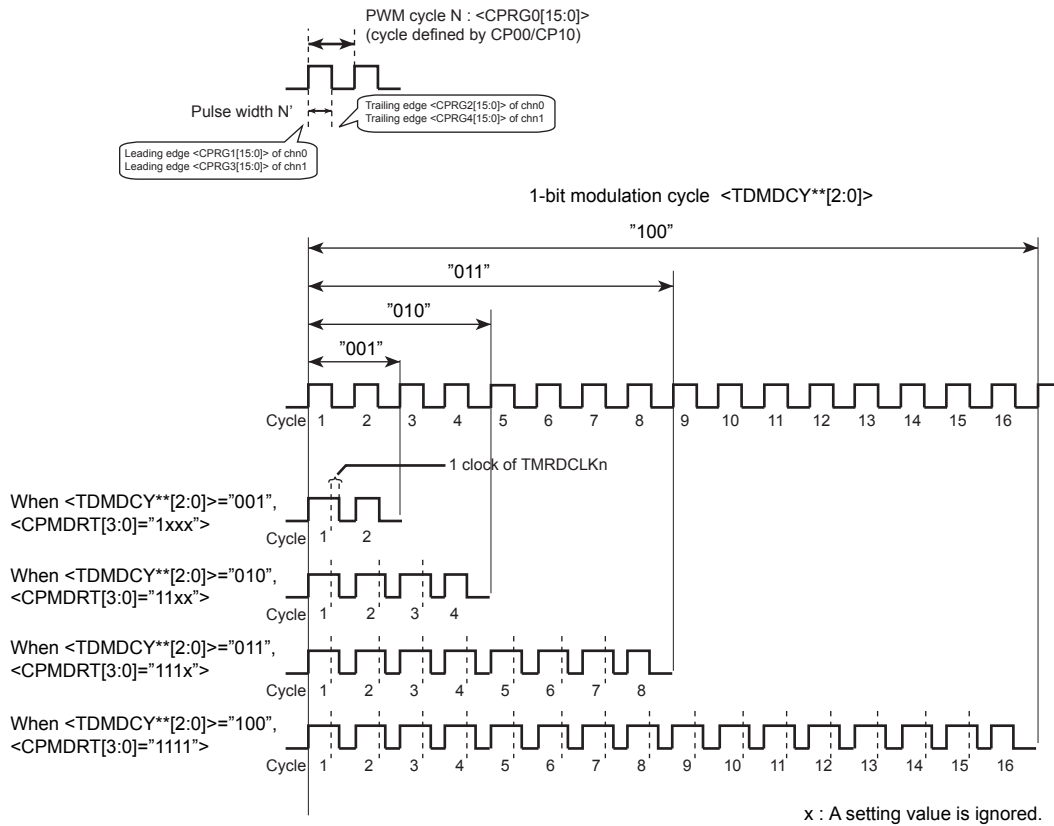 PWM cycle N : <CPRG0[15:0]>
(cycle defined by CP00/CP10)
Pulse width N'
Trailing edge <CPRG2[15:0]> of chn0
Trailing edge <CPRG4[15:0]> of chn1
Leading edge <CPRG1[15:0]> of chn0
Leading edge <CPRG3[15:0]> of chn1
1-bit modulation cycle <TDMDCY**[2:0]>
”100”
”011”
”010”
”001”
Cycle 1 2 3 4 5 6 7 8 9 10 11 12 13 14 15 16
1 clock of TMRDCLKn
When <TDMDCY**[2:0]>=”001”,
<CPMDRT[3:0]=”1xxx”>
Cycle 1 2
When <TDMDCY**[2:0]>=”010”,
<CPMDRT[3:0]=”11xx”>
Cycle 1 2 3 4
When <TDMDCY**[2:0]>=”011”,
<CPMDRT[3:0]=”111x”>
Cycle 1 2 3 4 5 6 7 8
When <TDMDCY**[2:0]>=”100”,
<CPMDRT[3:0]=”1111”>
Cycle 1 2 3 4 5 6 7 8 9 10 11 12 13 14 15 16
x : A setting value is ignored.